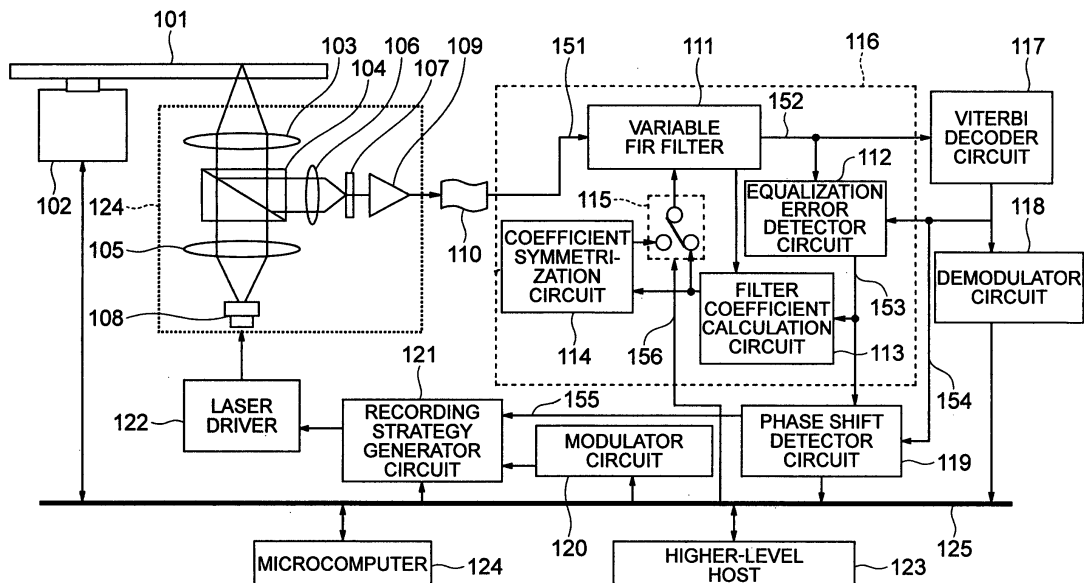 101
103
106
109
104
107
151
111
116
117
VARIABLE
FIR FILTER
152
VITERBI
DECODER
CIRCUIT
112
102
124
115
EQUALIZATION
ERROR
DETECTOR
CIRCUIT
118
105
110
COEFFICIENT
SYMMETRI-
ZATION
CIRCUIT
DEMODULATOR
CIRCUIT
108
FILTER
COEFFICIENT
CALCULATION
CIRCUIT
153
114
156
113
121
154
122
LASER
DRIVER
RECORDING
STRATEGY
GENERATOR
CIRCUIT
155
MODULATOR
CIRCUIT
PHASE SHIFT
DETECTOR
CIRCUIT
119
120
125
MICROCOMPUTER
124
HIGHER-LEVEL
HOST
123